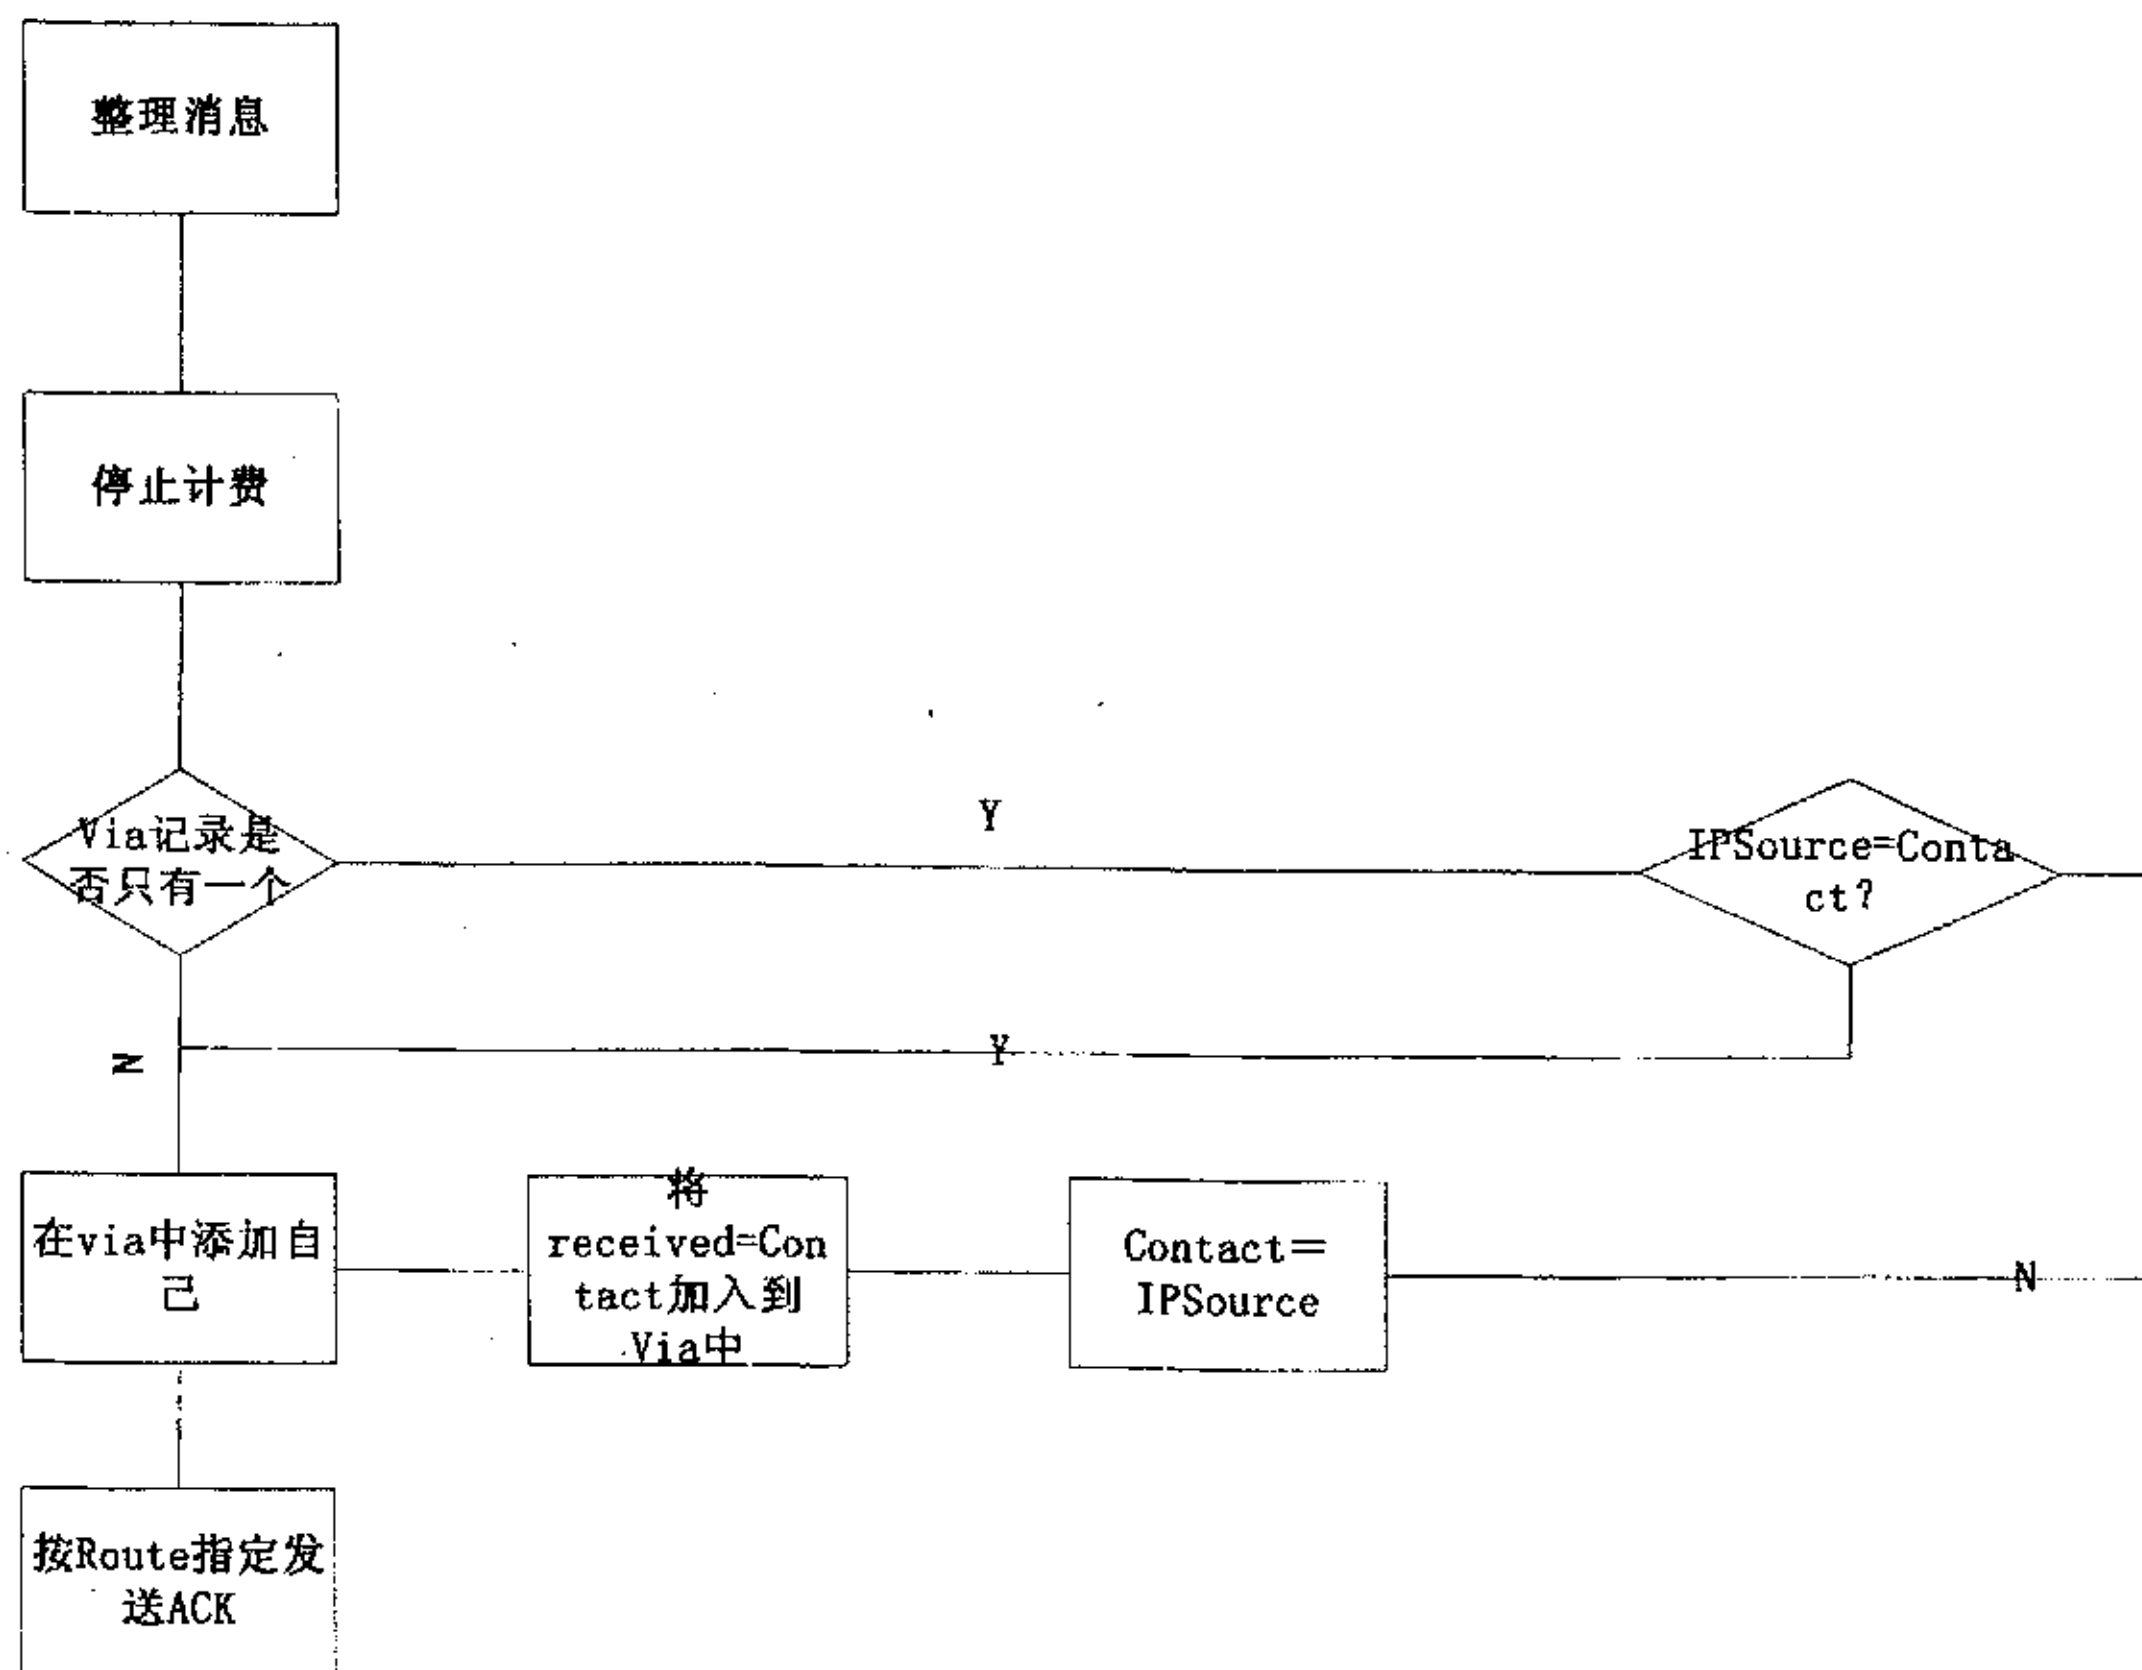 整理消息
停止计费
Via记录是
否只有一个
Y
IPSource=Conta
ct?
N
Y
在via中添加自
己
将
received=Con
tact加入到
Via中
Contact＝
IPSource
N
按Route指定发
送ACK